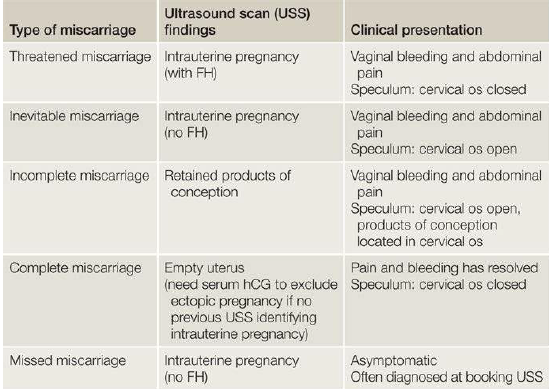 Type of miscarriage
Ultrasound scan (USS)
findings
Clinical presentation
Threatened miscarriage
Intrauterine pregnancy
(with FH)
Vaginal bleeding and abdominal
pain
Speculum: cervical os closed
Inevitable miscarriage
Intrauterine pregnancy
(no FH)
Vaginal bleeding and abdominal
pain
Speculum: cervical os open
Incomplete miscarriage
Retained products of
conception
Vaginal bleeding and abdominal
pain
Speculum: cervical os open,
products of conception
located in cervical os
Complete miscarriage
Empty uterus
(need serum hCG to exclude
ectopic pregnancy if no
previous USS identifying
intrauterine pregnancy)
Pain and bleeding has resolved
Speculum: cervical os closed
Missed miscarriage
Intrauterine pregnancy
(no FH)
Asymptomatic
Often diagnosed at booking USS